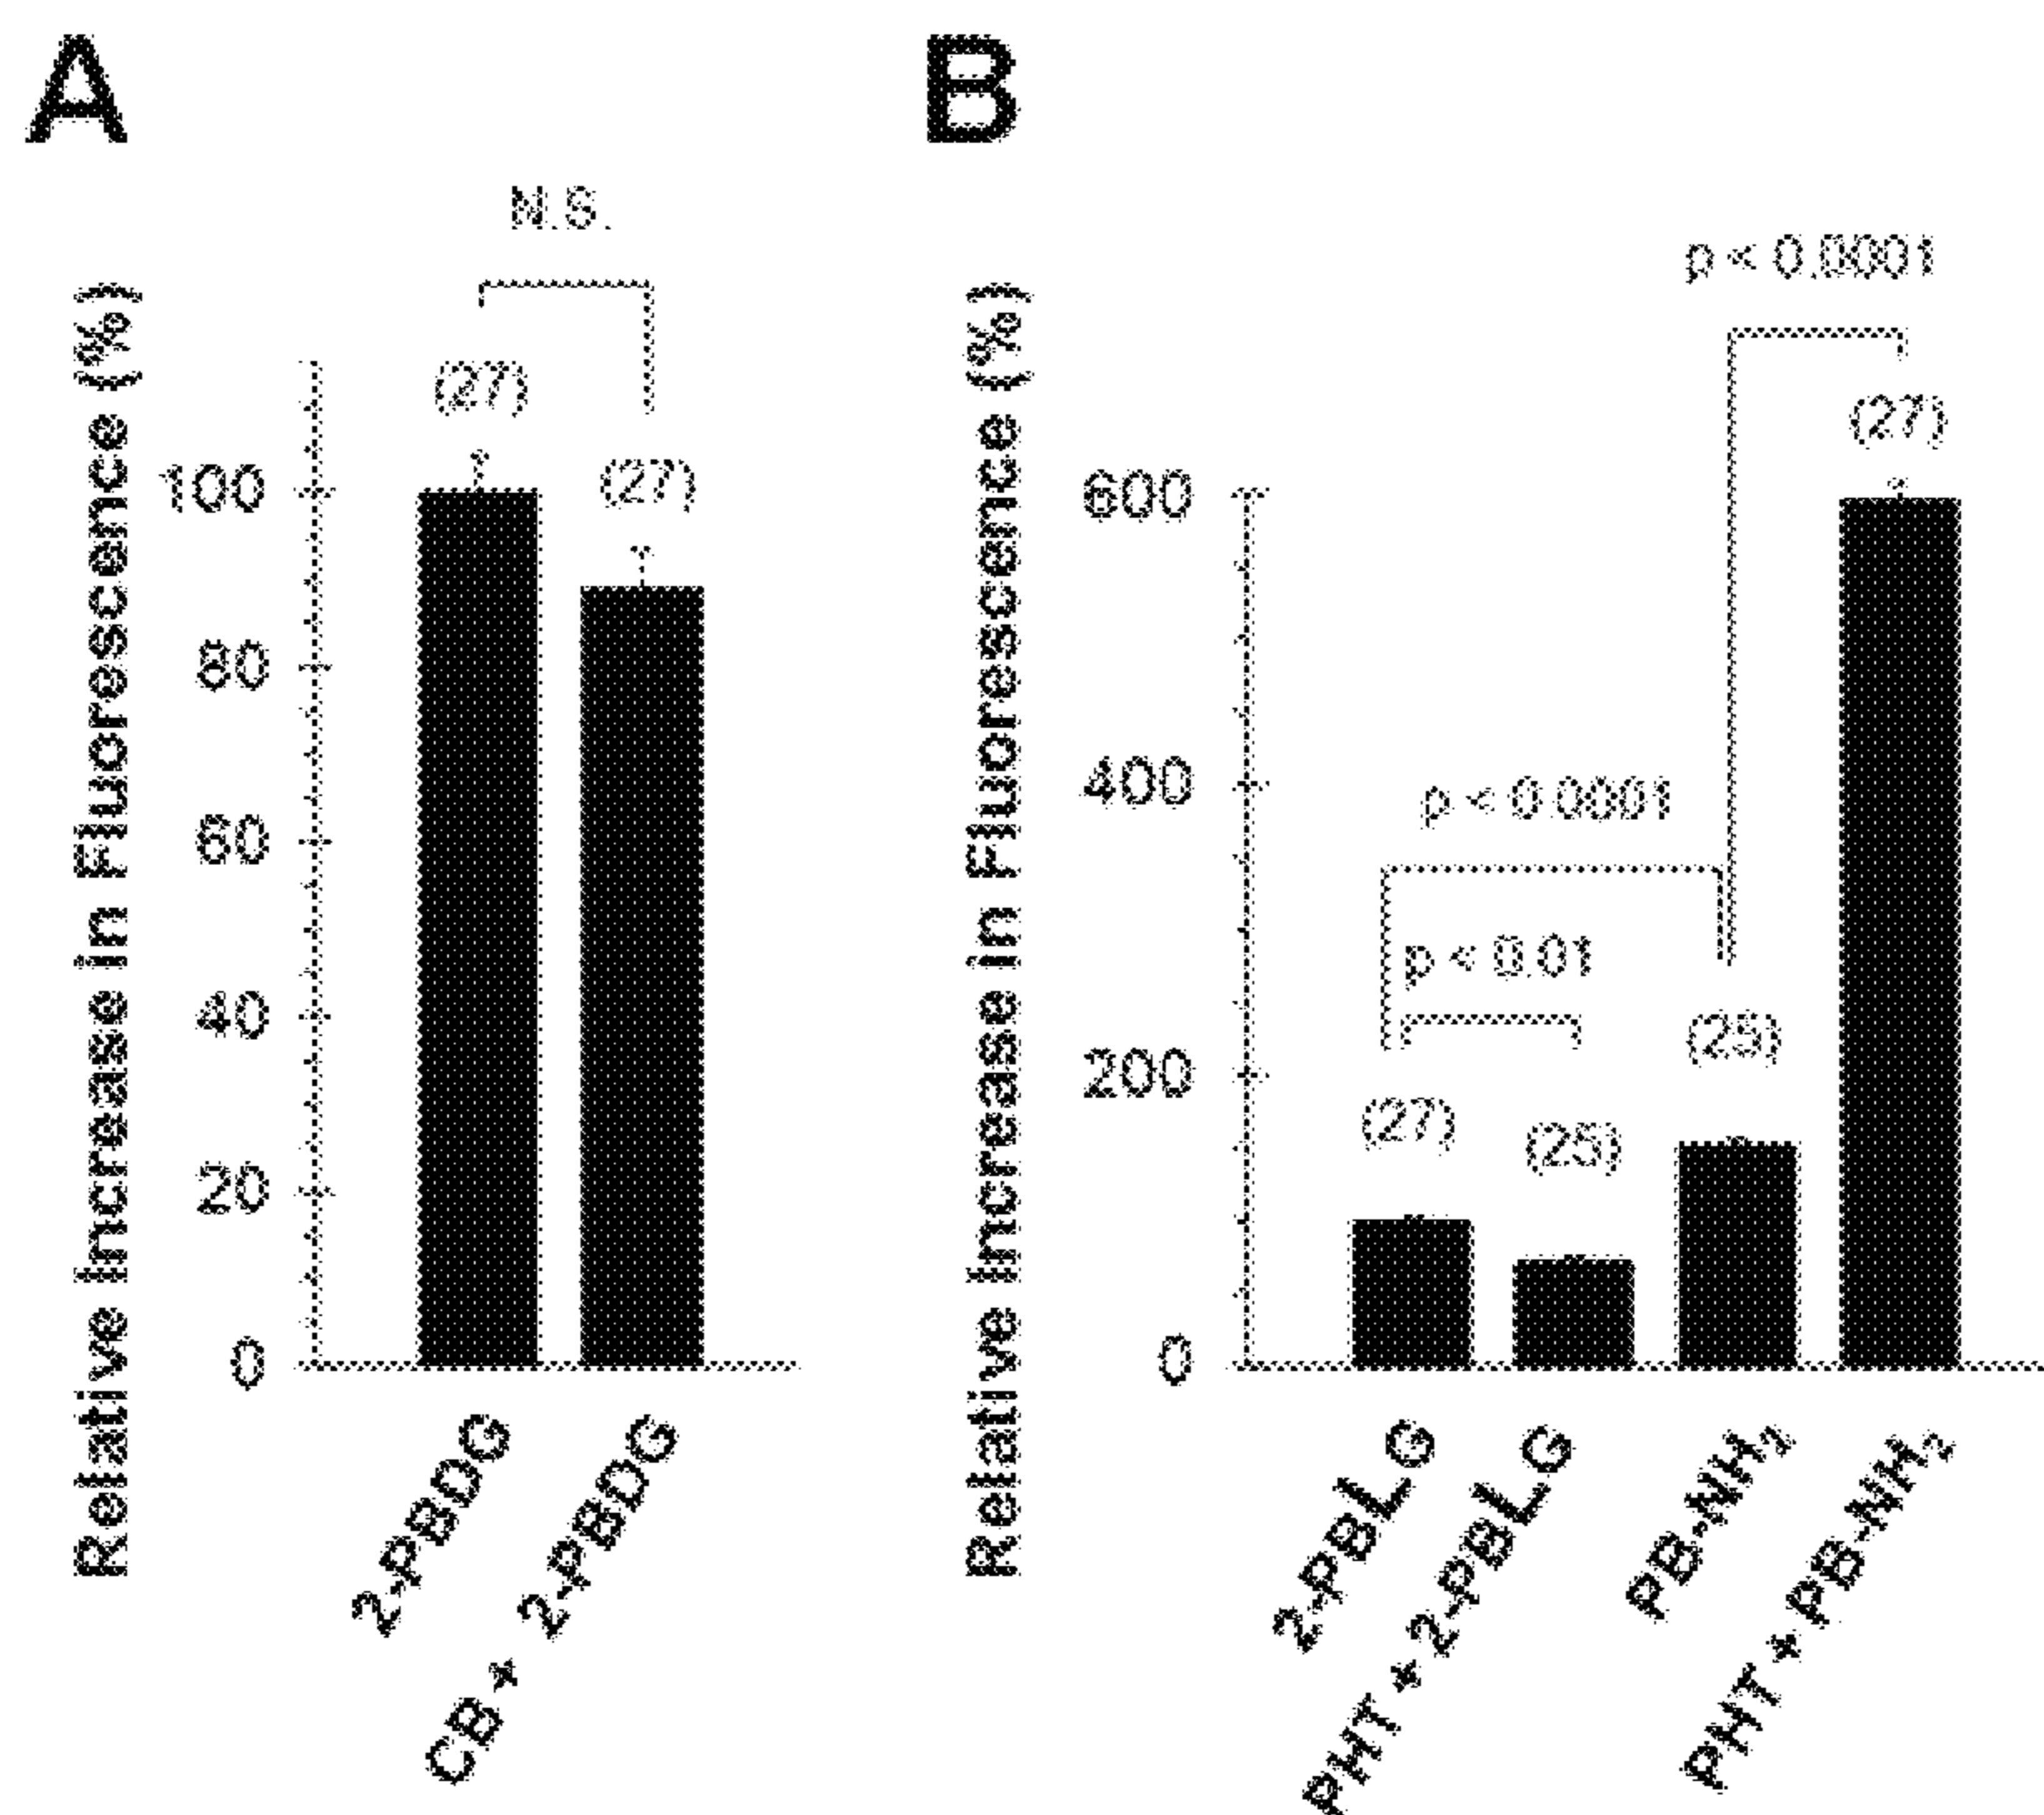 A
N.S.
Relative Increase in Fluorescence (%)
(27)
(27)
100
80
60
40
20
0
2-PBDG
CB + 2-PBDG
B
p < 0.0001
Relative Increase in Fluorescence (%)
(27)
600
400
p < 0.0001
p < 0.01
200
(25)
(27)
(25)
0
2-PBLG
PHT + 2-PBLG
PB-NH2
PHT + PB-NH2